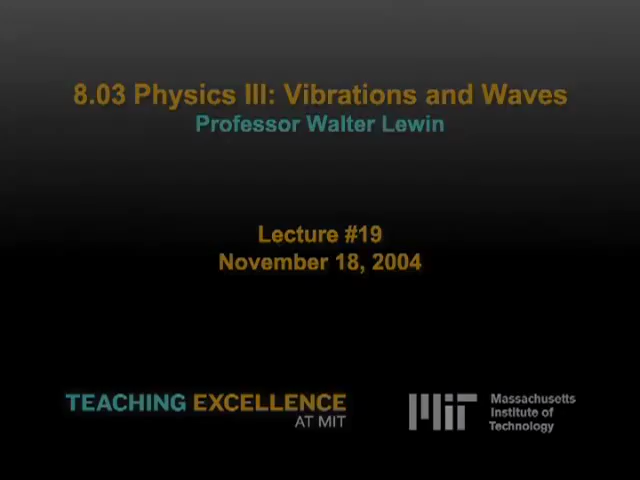 8.03 Physics III: Vibrations and Waves
Professor Walter Lewin
Lecture #19
November 18, 2004
TEACHING EXCELLENCE
AT MIT
MIT
Massachusetts
Institute of
Technology